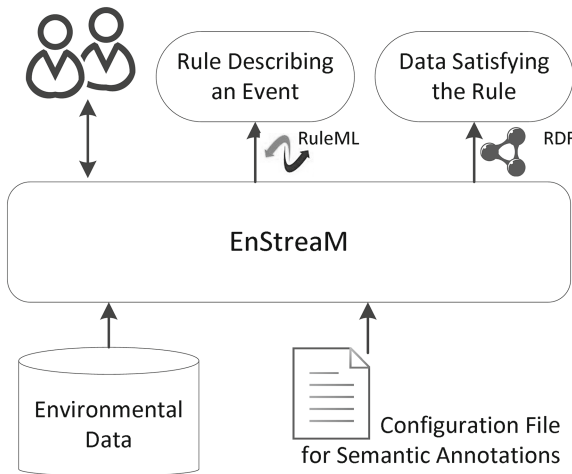 Rule Describing
an Event
Data Satisfying
the Rule
RuleML
RDF
EnStreaM
Environmental
Data
Configuration File
for Semantic Annotations